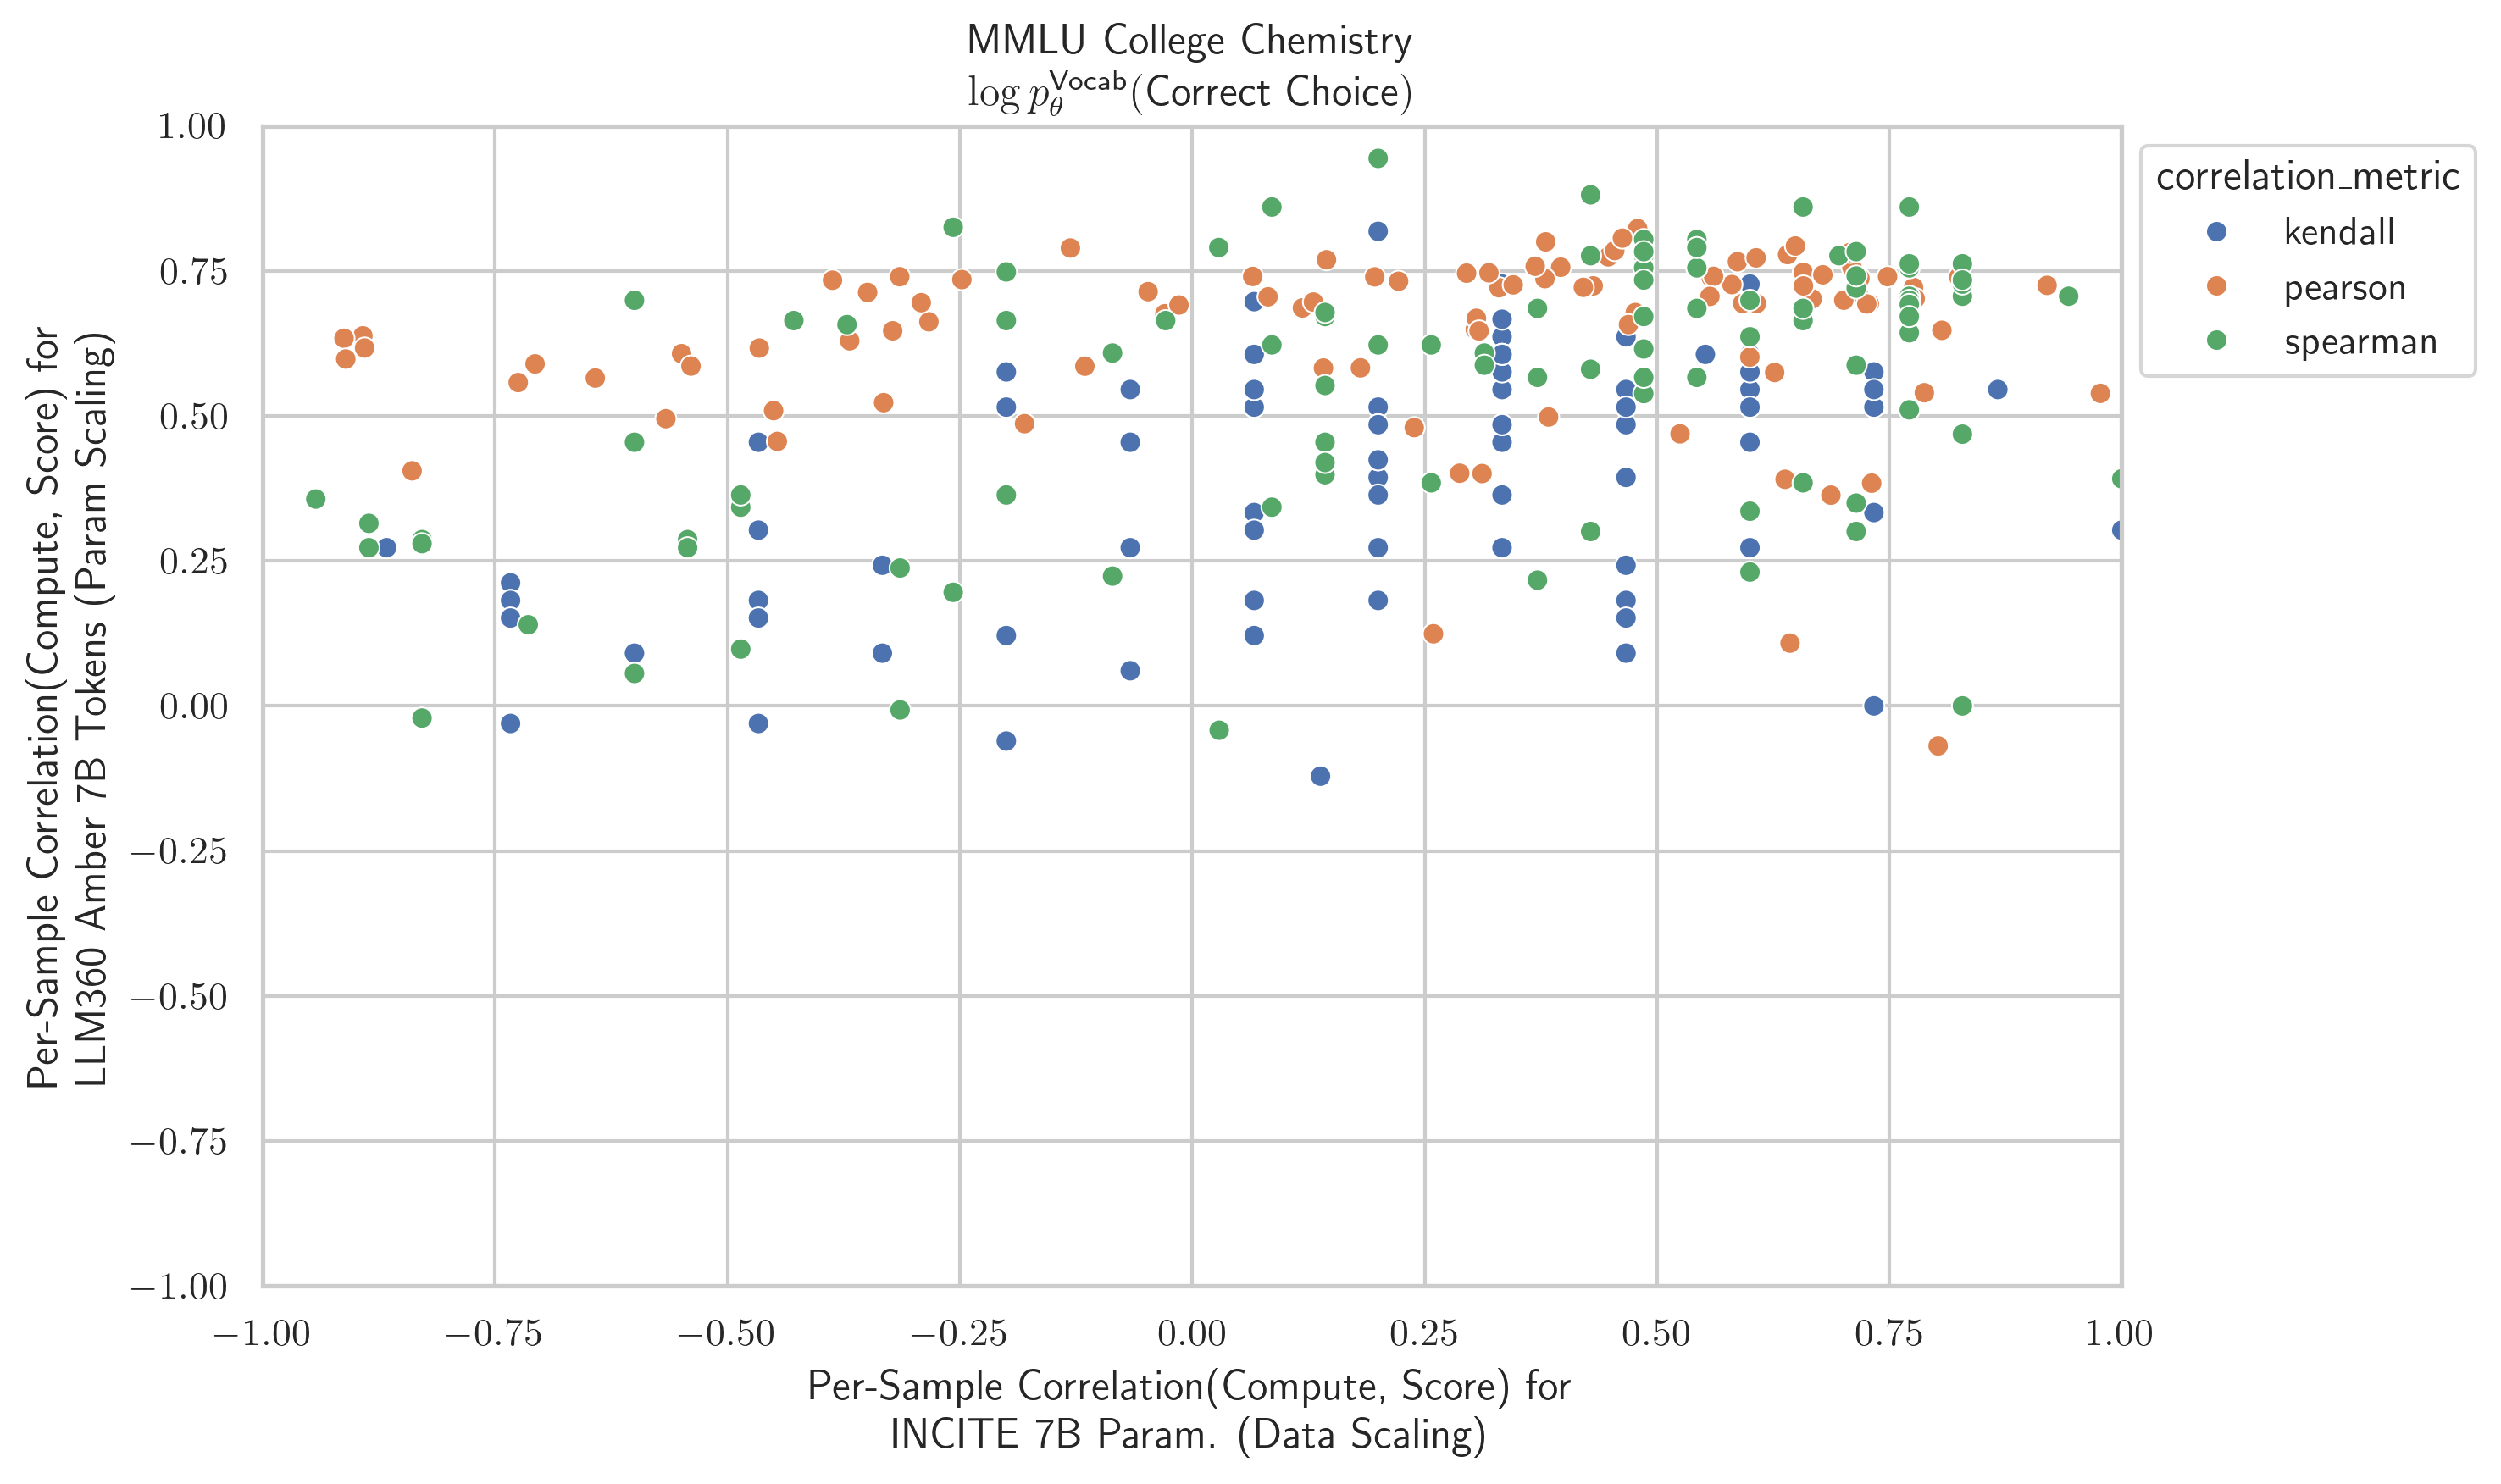 MMLU College Chemistry
log p_θ^Vocab(Correct Choice)
1.00
0.75
0.50
0.25
0.00
−0.25
−0.50
−0.75
−1.00
Per-Sample Correlation(Compute, Score) for
LLM360 Amber 7B Tokens (Param Scaling)
−1.00
−0.75
−0.50
−0.25
0.00
0.25
0.50
0.75
1.00
Per-Sample Correlation(Compute, Score) for
INCITE 7B Param. (Data Scaling)
correlation_metric
kendall
pearson
spearman